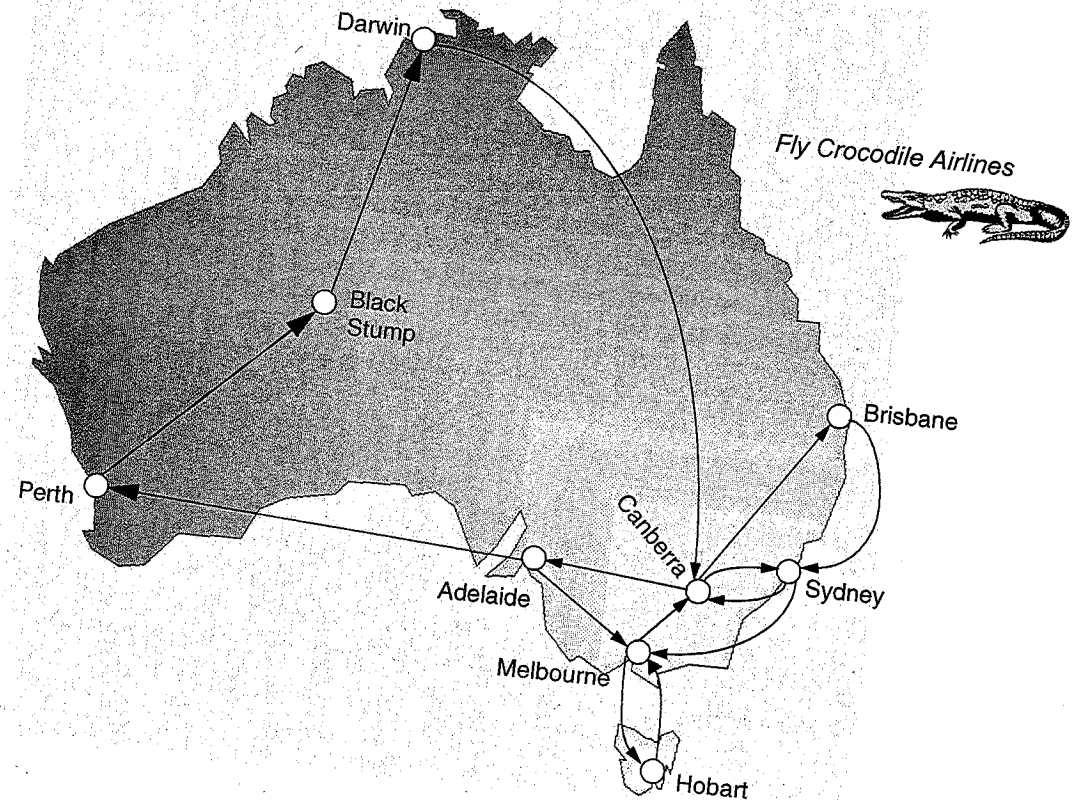 Darwin
Fly Crocodile Airlines
Black
Stump
Brisbane
Perth
Canberra
Adelaide
Sydney
Melbourne
Hobart